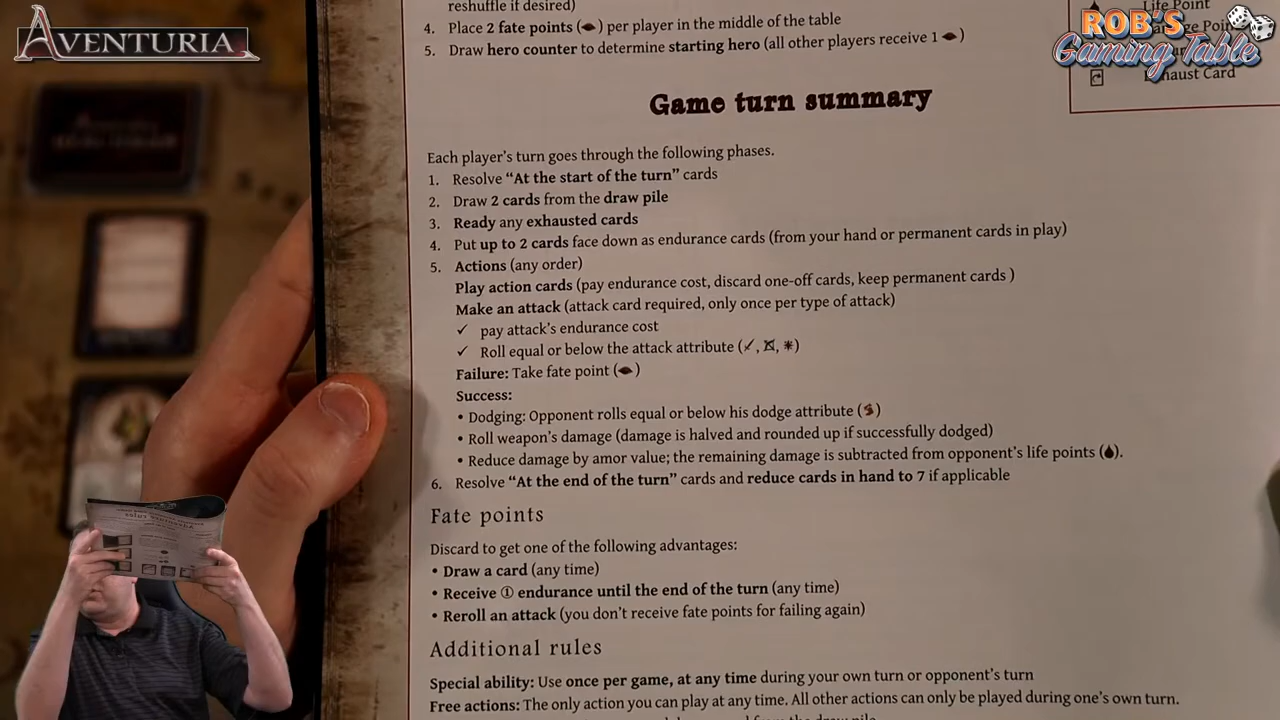 AVENTURIA
ROB'S
Gaming Table
reshuffle if desired)
4. Place 2 fate points ( ) per player in the middle of the table
5. Draw hero counter to determine starting hero (all other players receive 1 )
Life Point
Exhaust Card
Game turn summary
Each player's turn goes through the following phases.
1. Resolve “At the start of the turn” cards
2. Draw 2 cards from the draw pile
3. Ready any exhausted cards
4. Put up to 2 cards face down as endurance cards (from your hand or permanent cards in play)
5. Actions (any order)
Play action cards (pay endurance cost, discard one-off cards, keep permanent cards )
Make an attack (attack card required, only once per type of attack)
✓ pay attack's endurance cost
✓ Roll equal or below the attack attribute ( , , )
Failure: Take fate point ( )
Success:
• Dodging: Opponent rolls equal or below his dodge attribute ( )
• Roll weapon's damage (damage is halved and rounded up if successfully dodged)
• Reduce damage by amor value; the remaining damage is subtracted from opponent's life points ( ).
6. Resolve “At the end of the turn” cards and reduce cards in hand to 7 if applicable
Fate points
Discard to get one of the following advantages:
• Draw a card (any time)
• Receive ① endurance until the end of the turn (any time)
• Reroll an attack (you don't receive fate points for failing again)
Additional rules
Special ability: Use once per game, at any time during your own turn or opponent's turn
Free actions: The only action you can play at any time. All other actions can only be played during one's own turn.